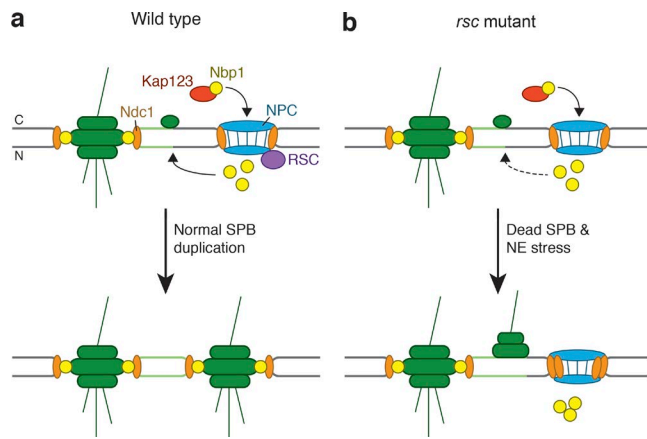 a
Wild type
Nbp1
Kap123
Ndc1
NPC
C
N
RSC
Normal SPB
duplication
b
rsc mutant
Dead SPB &
NE stress